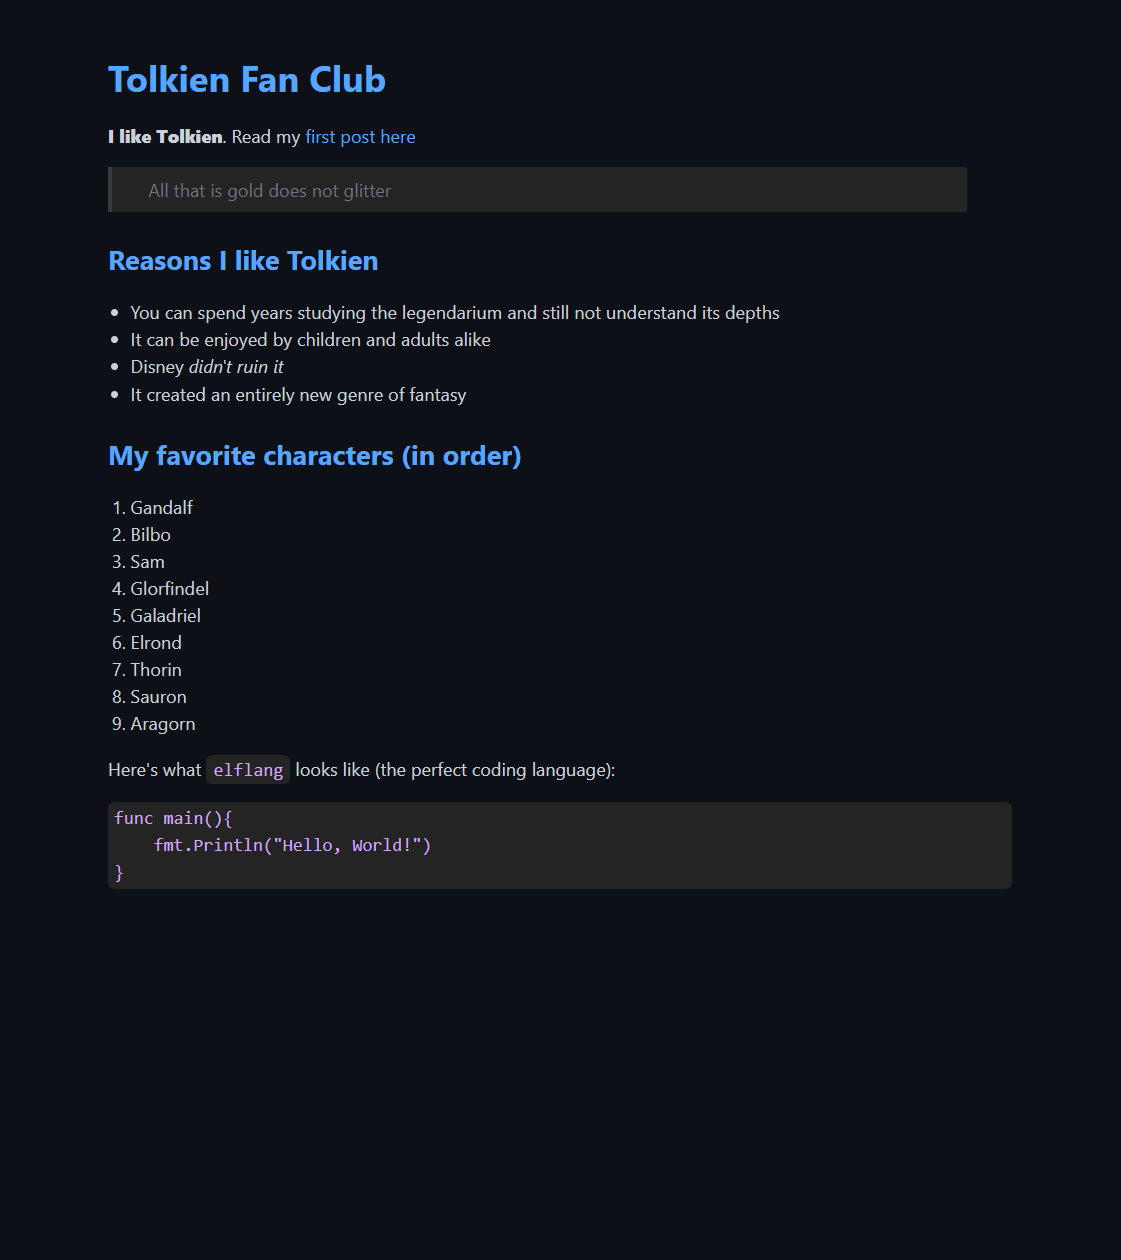 Tolkien Fan Club
I like Tolkien. Read my first post here
All that is gold does not glitter
Reasons I like Tolkien
• You can spend years studying the legendarium and still not understand its depths
• It can be enjoyed by children and adults alike
• Disney didn't ruin it
• It created an entirely new genre of fantasy
My favorite characters (in order)
1. Gandalf
2. Bilbo
3. Sam
4. Glorfindel
5. Galadriel
6. Elrond
7. Thorin
8. Sauron
9. Aragorn
Here's what elflang looks like (the perfect coding language):
func main(){
    fmt.Println("Hello, World!")
}